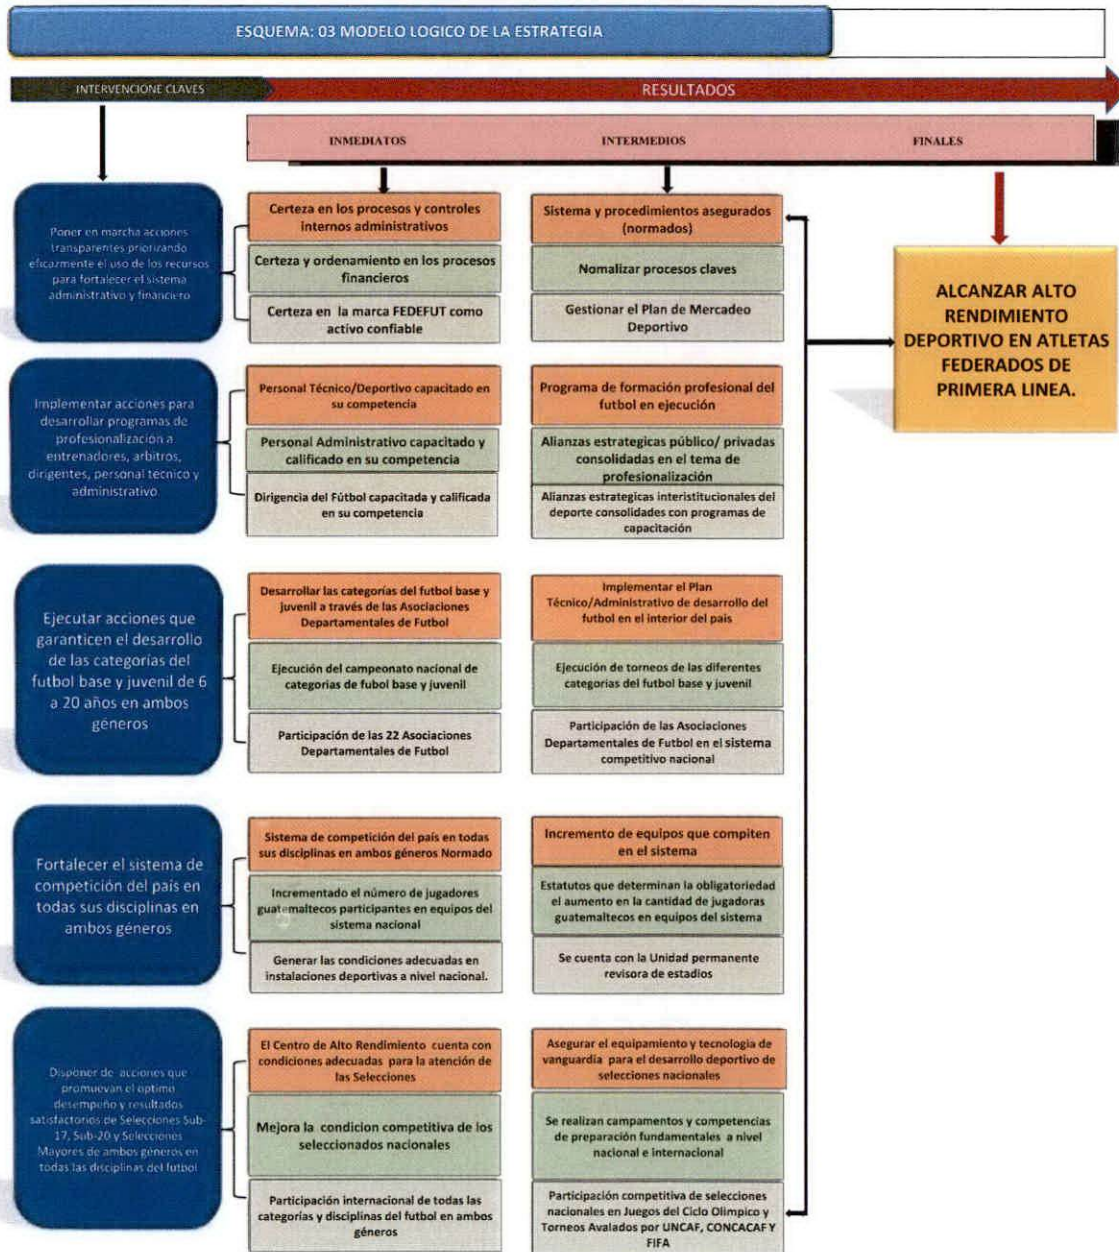 ESQUEMA: 03 MODELO LOGICO DE LA ESTRATEGIA
INTERVENCIONE CLAVES
RESULTADOS
INMEDIATOS
INTERMEDIOS
FINALES
Poner en marcha acciones
transparentes priorizando
eficazmente el uso de los recursos
para fortalecer el sistema
administrativo y financiero
Certeza en los procesos y controles
internos administrativos
Certeza y ordenamiento en los procesos
financieros
Certeza en la marca FEDEFUT como
activo confiable
Sistema y procedimientos asegurados
(normados)
Nomalizar procesos claves
Gestionar el Plan de Mercadeo
Deportivo
ALCANZAR ALTO
RENDIMIENTO
DEPORTIVO EN ATLETAS
FEDERADOS DE
PRIMERA LINEA.
Implementar acciones para
desarrollar programas de
profesionalización a
entrenadores, arbitros,
dirigentes, personal técnico y
administrativo
Personal Técnico/Deportivo capacitado en
su competencia
Personal Administrativo capacitado y
calificado en su competencia
Dirigencia del Fútbol capacitada y calificada
en su competencia
Programa de formación profesional del
futbol en ejecución
Alianzas estrategicas público/ privadas
consolidadas en el tema de
profesionalización
Alianzas estrategicas interistitucionales del
deporte consolidades con programas de
capacitación
Ejecutar acciones que
garanticen el desarrollo
de las categorías del
futbol base y juvenil de 6
a 20 años en ambos
géneros
Desarrollar las categorías del futbol base y
juvenil a través de las Asociaciones
Departamentales de Futbol
Ejecución del campeonato nacional de
categorías de fubol base y juvenil
Participación de las 22 Asociaciones
Departamentales de Futbol
Implementar el Plan
Técnico/Administrativo de desarrollo del
futbol en el interior del país
Ejecución de torneos de las diferentes
categorías del futbol base y juvenil
Participación de las Asociaciones
Departamentales de Futbol en el sistema
competitivo nacional
Fortalecer el sistema de
competición del país en
todas sus disciplinas en
ambos géneros
Sistema de competición del país en todas
sus disciplinas en ambos géneros Normado
Incrementado el número de jugadores
guatemaltecos participantes en equipos del
sistema nacional
Generar las condiciones adecuadas en
instalaciones deportivas a nivel nacional.
Incremento de equipos que compiten
en el sistema
Estatutos que determinan la obligatoriedad
el aumento en la cantidad de jugadoras
guatemaltecos en equipos del sistema
Se cuenta con la Unidad permanente
revisora de estadios
Disponer de acciones que
promuevan el optimo
desempeño y resultados
satisfactorios de Selecciones Sub-
17, Sub-20 y Selecciones
Mayores de ambos géneros en
todas las disciplinas del futbol
El Centro de Alto Rendimiento cuenta con
condiciones adecuadas para la atención de
las Selecciones
Mejora la condicion competitiva de los
seleccionados nacionales
Participación internacional de todas las
categorías y disciplinas del futbol en ambos
géneros
Asegurar el equipamiento y tecnología de
vanguardia para el desarrollo deportivo de
selecciones nacionales
Se realizan campamentos y competencias
de preparación fundamentales a nivel
nacional e internacional
Participación competitiva de selecciones
nacionales en Juegos del Ciclo Olimpico y
Torneos Avalados por UNCAF, CONCACAF Y
FIFA